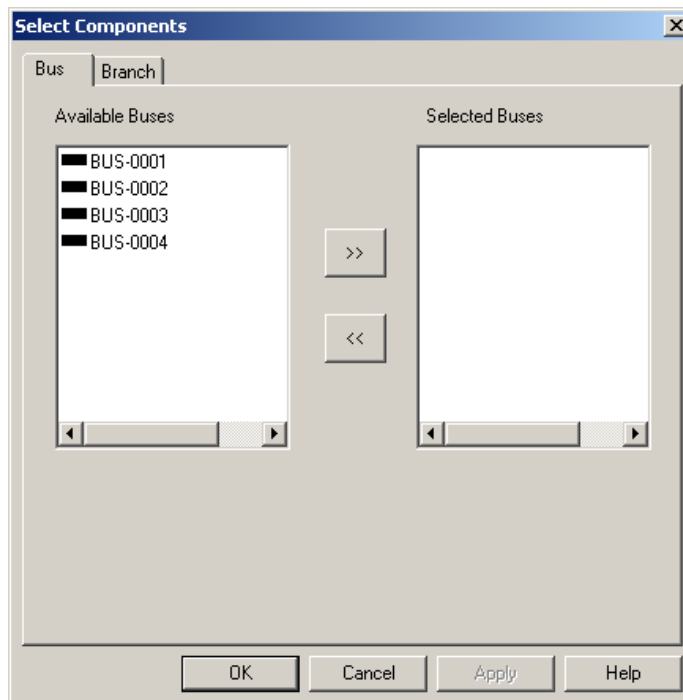 Select Components
Bus Branch
Available Buses Selected Buses
BUS-0001
BUS-0002
BUS-0003
BUS-0004
>>
<<
OK Cancel Apply Help